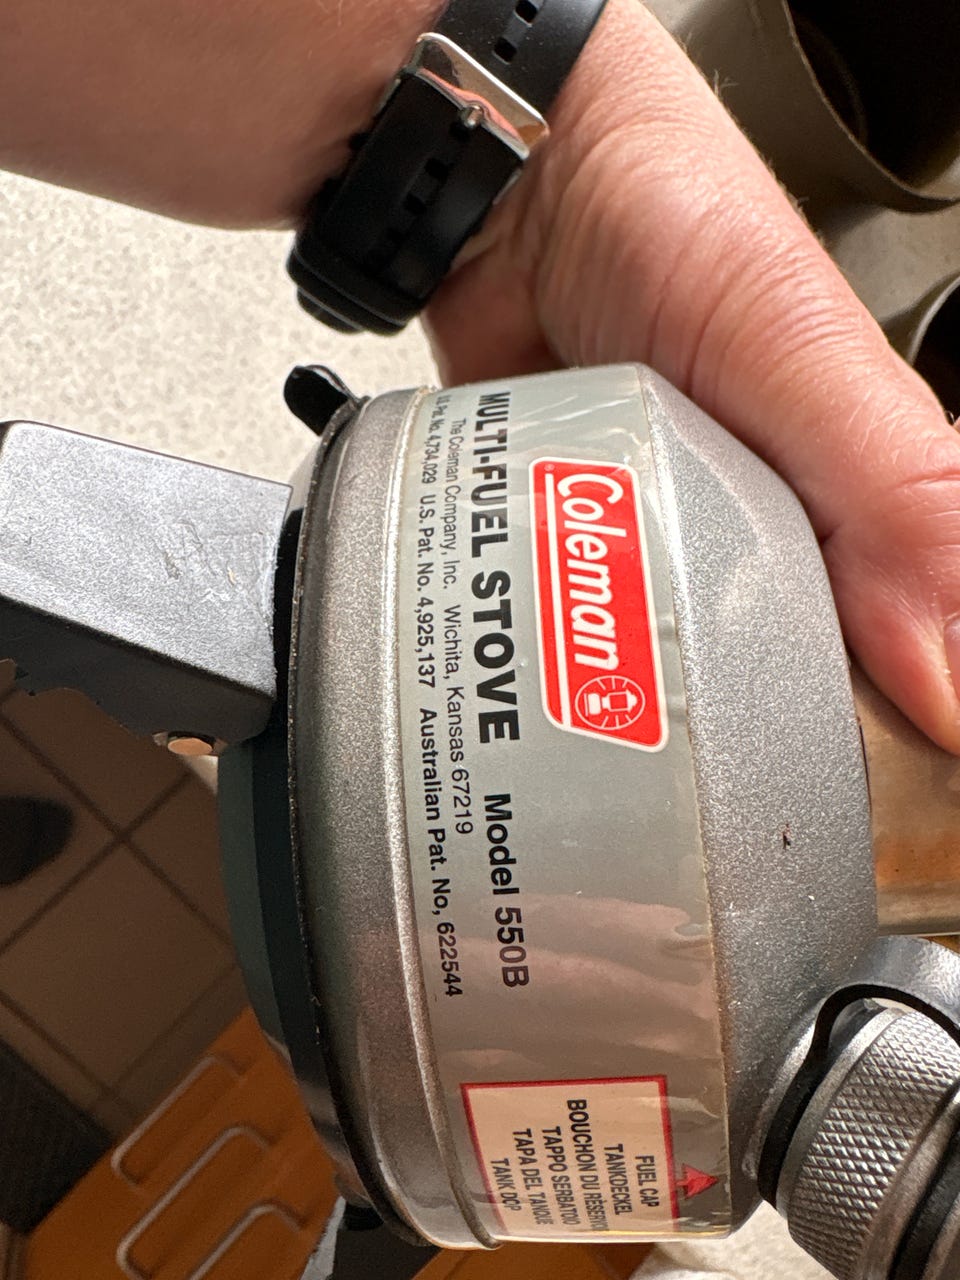 Coleman
®
MULTI-FUEL STOVE Model 550B
The Coleman Company, Inc. Wichita, Kansas 67219
U.S. Pat. No. 4,734,029 U.S. Pat. No. 4,925,137 Australian Pat. No, 622544
FUEL CAP
TANKDECKEL
BOUCHON DU RESERVOIR
TAPPO SERBATOIO
TAPA DEL TANQUE
TANK DOP